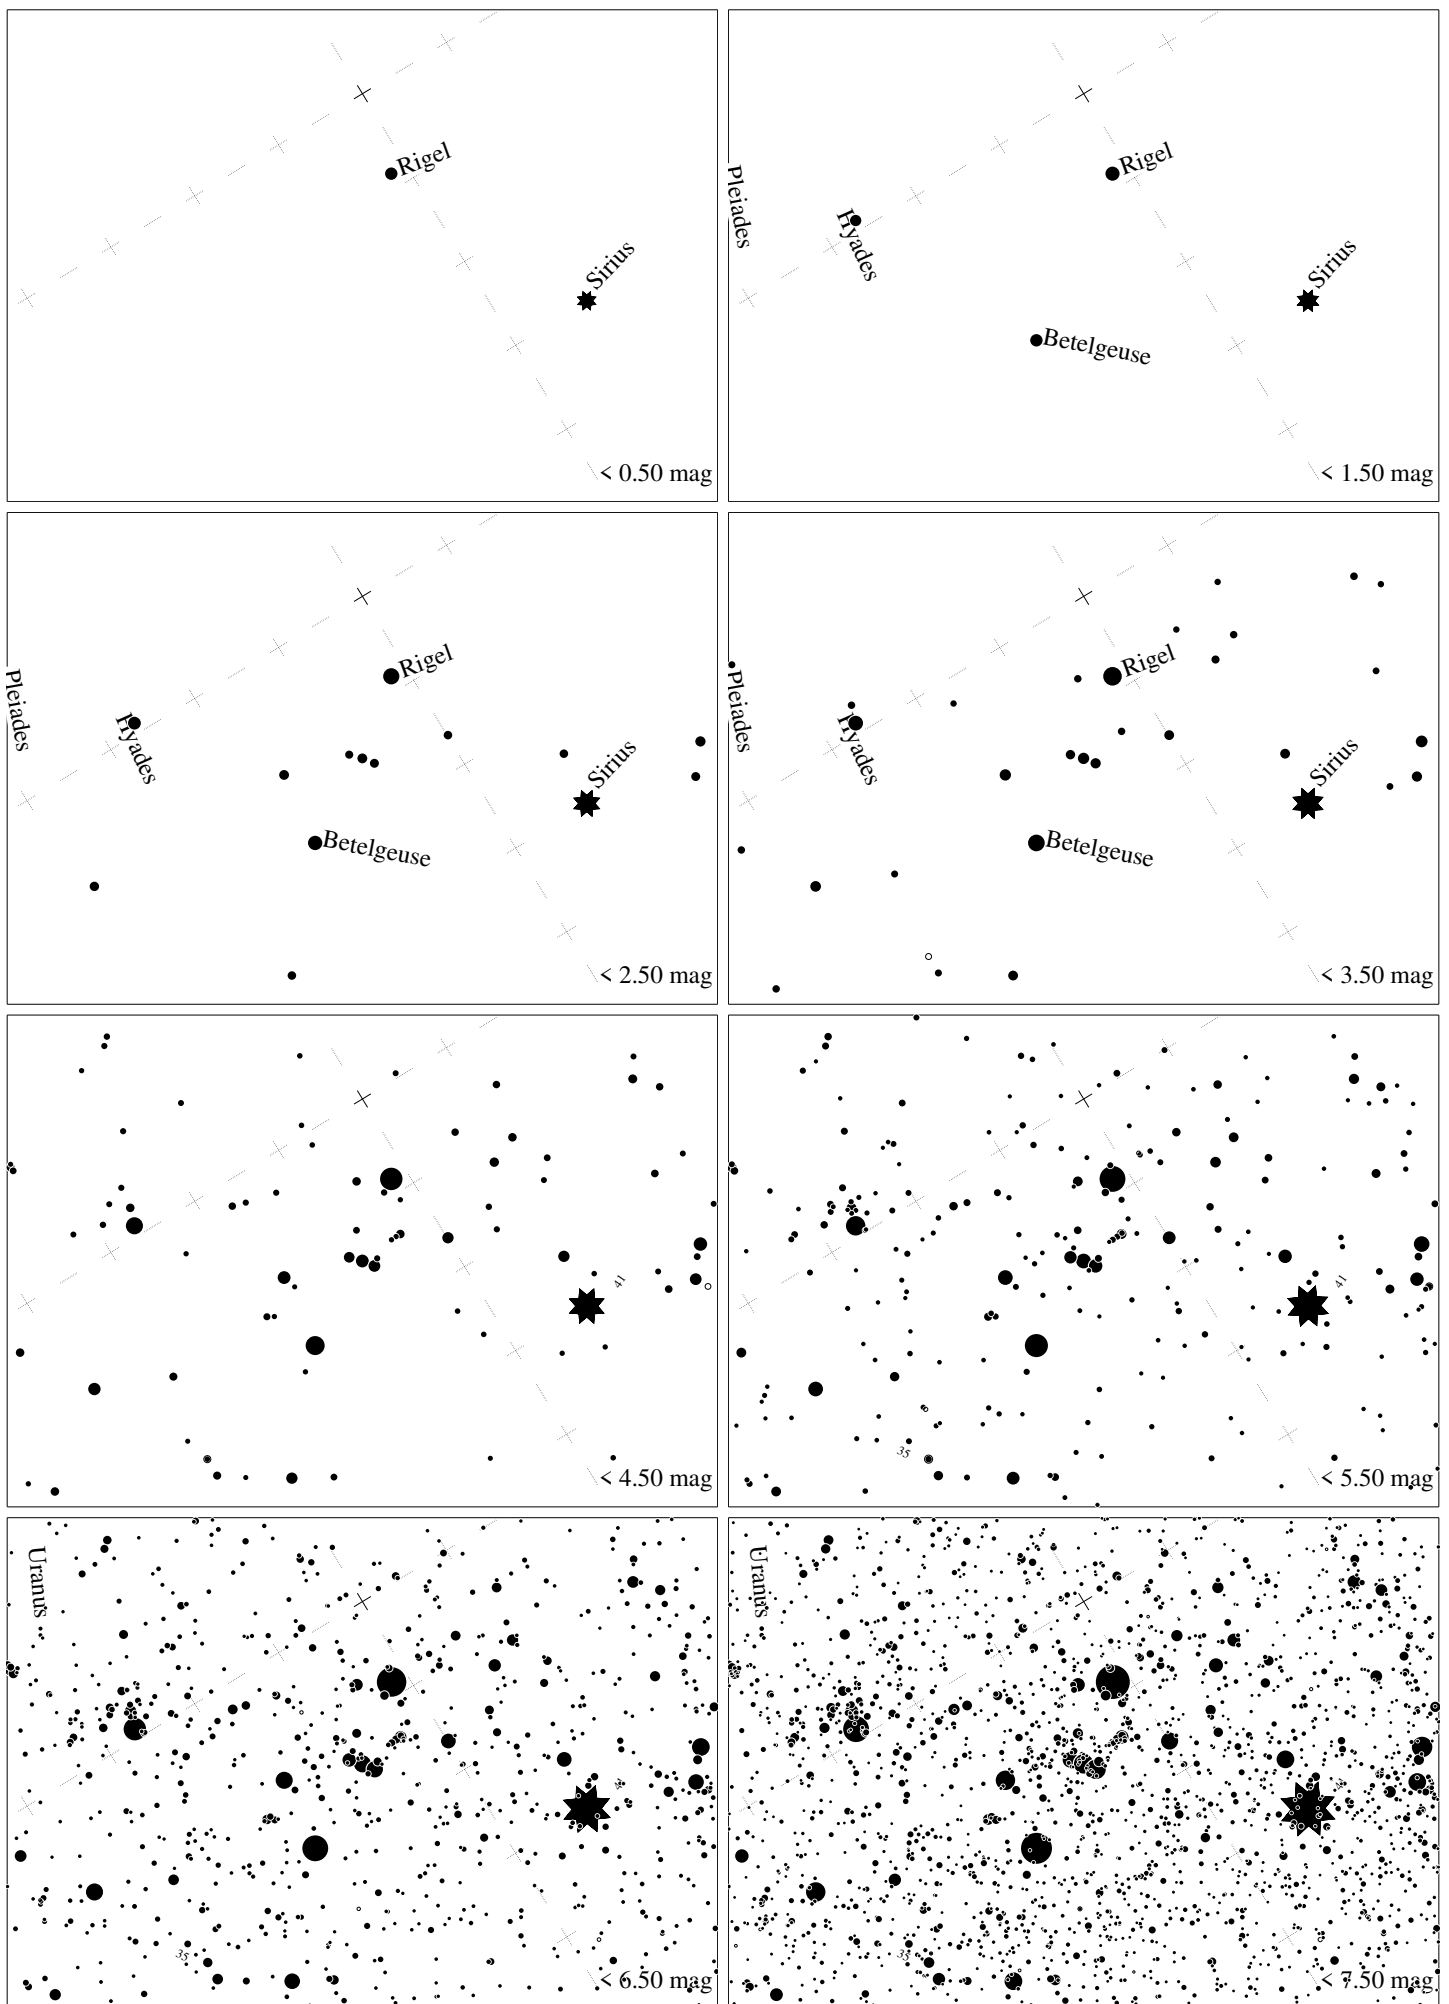 Rigel
Sirius
< 0.50 mag
Pleiades
Rigel
Hyades
Sirius
Betelgeuse
< 1.50 mag
Pleiades
Rigel
Hyades
Sirius
Betelgeuse
< 2.50 mag
Pleiades
Rigel
Hyades
Sirius
Betelgeuse
< 3.50 mag
41
< 4.50 mag
41
35
< 5.50 mag
Uranus
41
35
< 6.50 mag
Uranus
41
35
< 7.50 mag